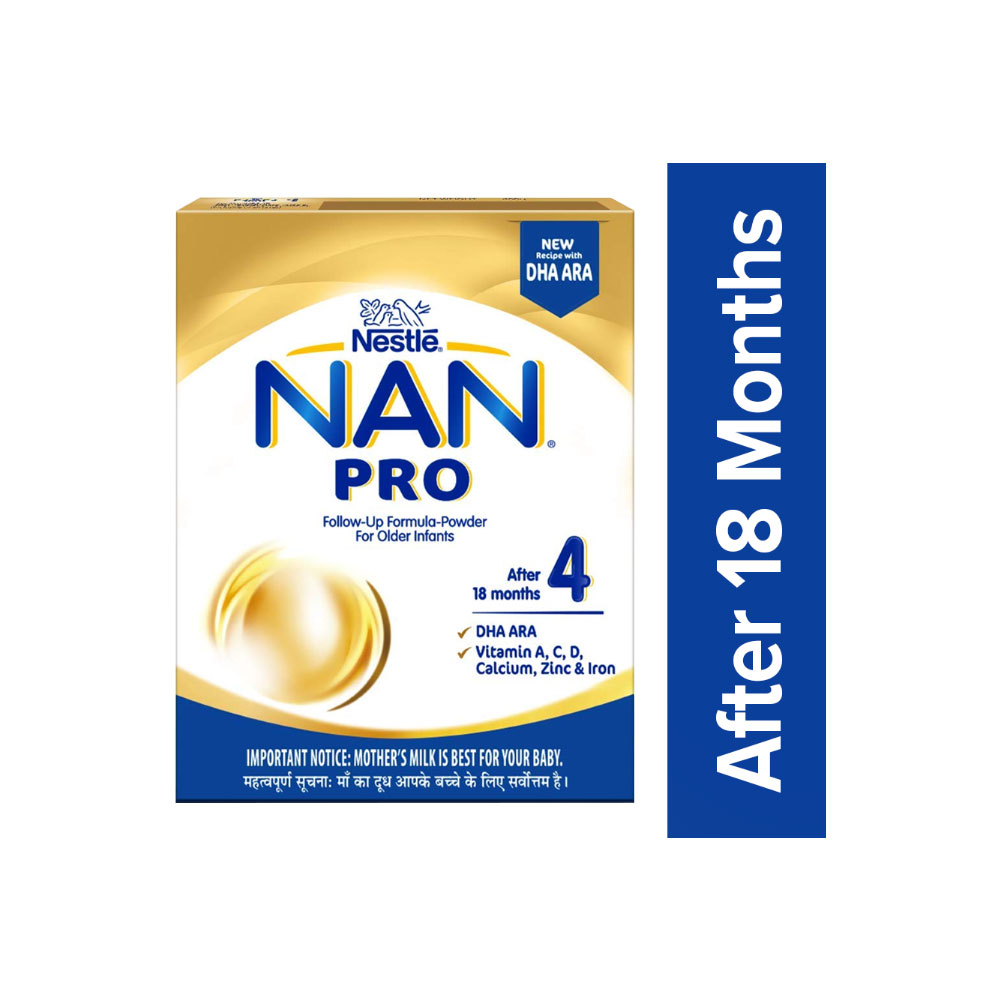 NEW
Recipe with
DHA ARA
Nestlé
NAN
PRO
Follow-Up Formula-Powder
For Older Infants
After
18 months
4
DHA ARA
Vitamin A, C, D,
Calcium, Zinc & Iron
IMPORTANT NOTICE: MOTHER'S MILK IS BEST FOR YOUR BABY.
महत्वपूर्ण सूचना: माँ का दूध आपके बच्चे के लिए सर्वोत्तम है।
After 18 Months